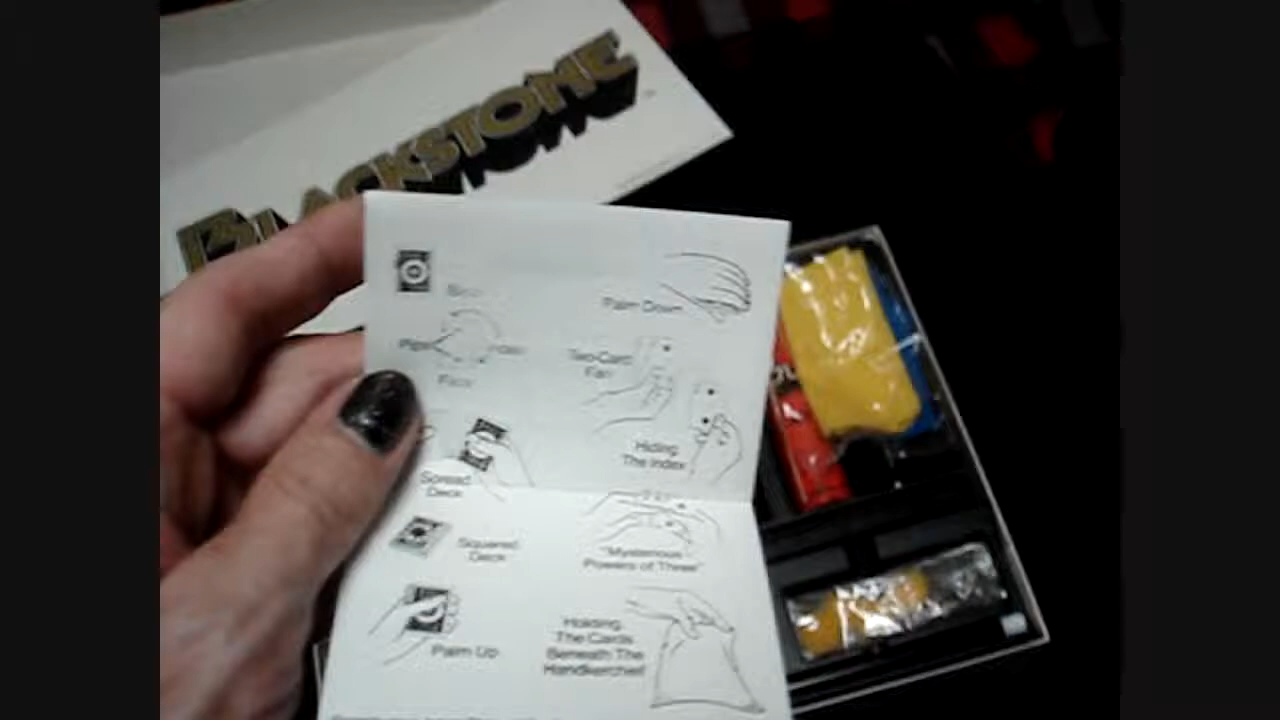 BLACKSTONE
Palm Down
Two-Card
Fan
Face
Hiding
The Index
Spread
Deck
Squared
Deck
"Mysterious
Powers of Three"
Palm Up
Holding
The Cards
Beneath The
Handkerchief